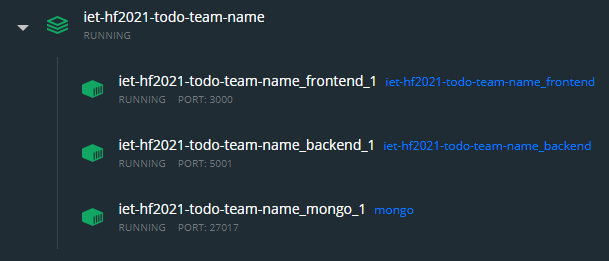 iet-hf2021-todo-team-name
RUNNING
iet-hf2021-todo-team-name_frontend_1 iet-hf2021-todo-team-name_frontend
RUNNING PORT: 3000
iet-hf2021-todo-team-name_backend_1 iet-hf2021-todo-team-name_backend
RUNNING PORT: 5001
iet-hf2021-todo-team-name_mongo_1 mongo
RUNNING PORT: 27017